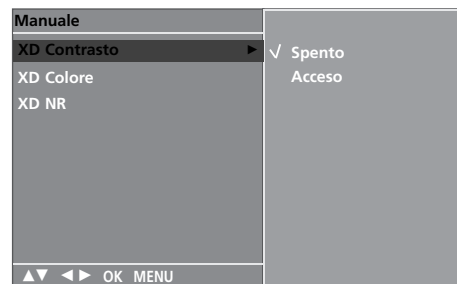 Manuale
XD Contrasto ►
XD Colore
XD NR
√ Spento
Acceso
▲▼ ◄► OK MENU